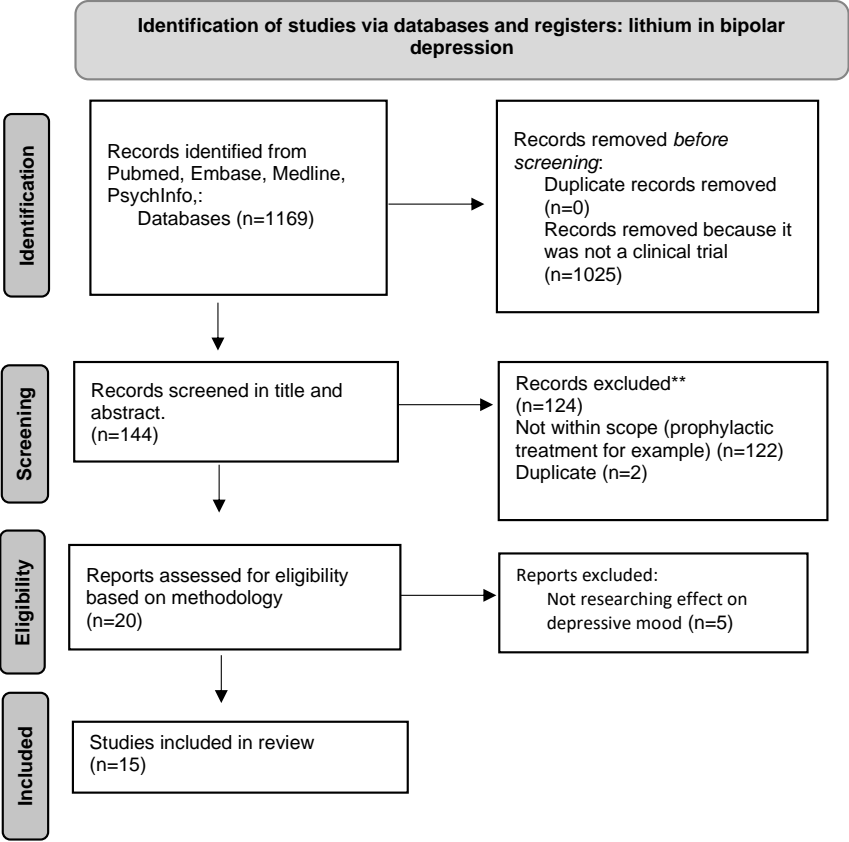 Identification of studies via databases and registers: lithium in bipolar
depression
Identification
Records identified from
Pubmed, Embase, Medline,
PsychInfo,:
Databases (n=1169)
Records removed before
screening:
Duplicate records removed
(n=0)
Records removed because it
was not a clinical trial
(n=1025)
Screening
Records screened in title and
abstract.
(n=144)
Records excluded**
(n=124)
Not within scope (prophylactic
treatment for example) (n=122)
Duplicate (n=2)
Eligibility
Reports assessed for eligibility
based on methodology
(n=20)
Reports excluded:
Not researching effect on
depressive mood (n=5)
Included
Studies included in review
(n=15)